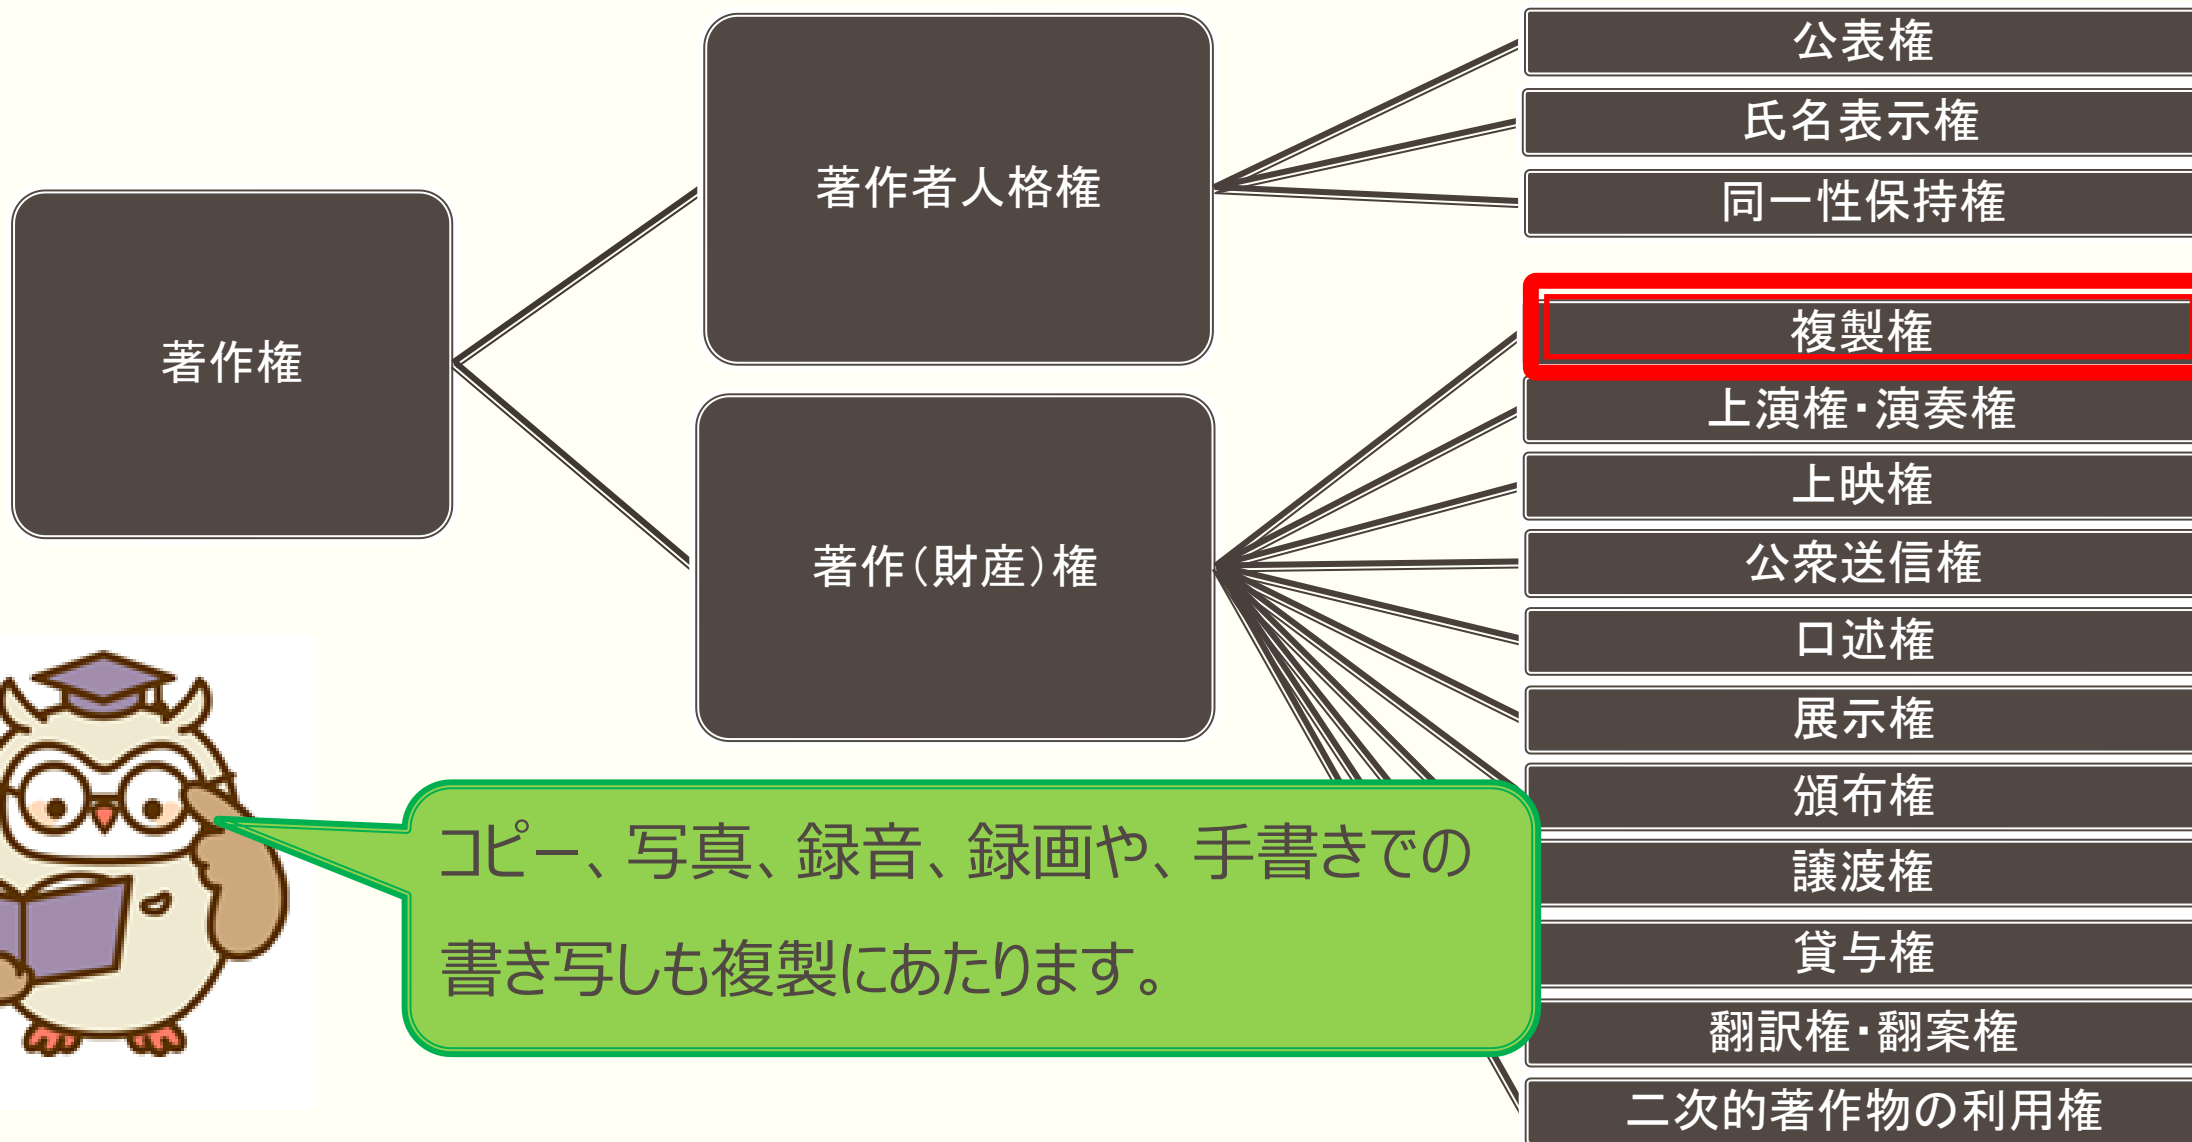 著作権
著作者人格権
著作（財産）権
公表権
氏名表示権
同一性保持権
複製権
上演権・演奏権
上映権
公衆送信権
口述権
展示権
頒布権
譲渡権
貸与権
翻訳権・翻案権
二次的著作物の利用権
コピー、写真、録音、録画や、手書きでの
書き写しも複製にあたります。